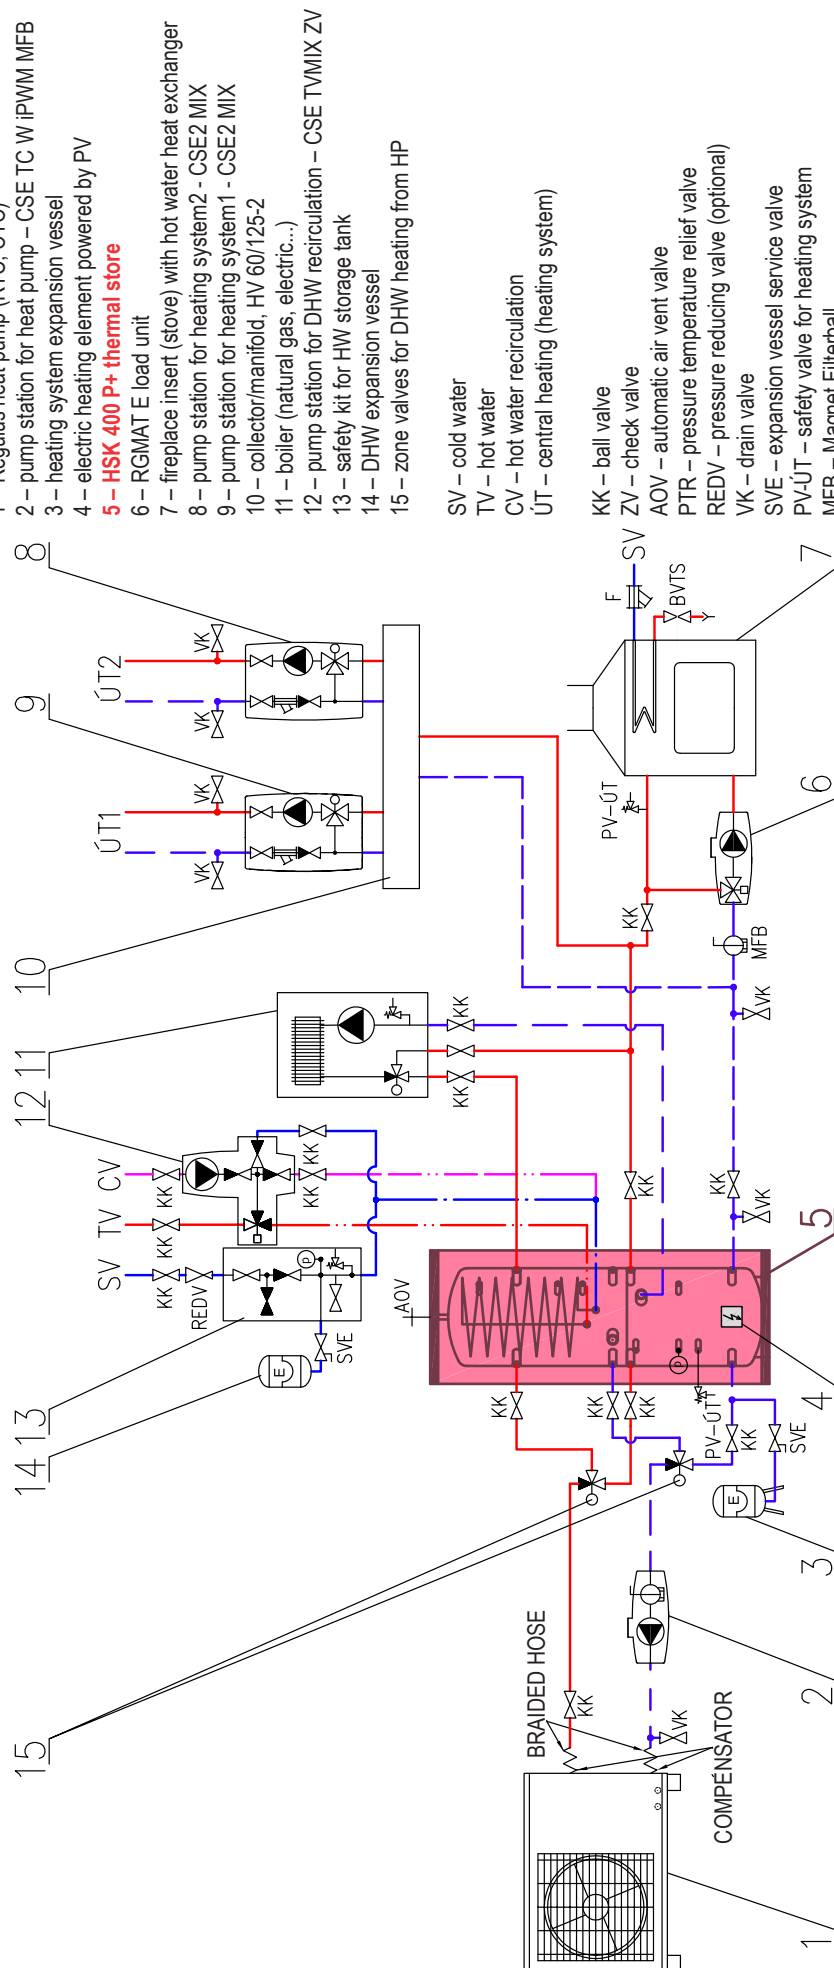 1 – Regulus heat pump (RTC, CTC)
2 – pump station for heat pump – CSE TC W iPWM MFB
3 – heating system expansion vessel
4 – electric heating element powered by PV
5 – HSK 400 P+ thermal store
6 – RGMAT E load unit
7 – fireplace insert (stove) with hot water heat exchanger
8 – pump station for heating system2 - CSE2 MIX
9 – pump station for heating system1 - CSE2 MIX
10 – collector/manifold, HV 60/125-2
11 – boiler (natural gas, electric...)
12 – pump station for DHW recirculation – CSE TVMIX ZV
13 – safety kit for HW storage tank
14 – DHW expansion vessel
15 – zone valves for DHW heating from HP
SV – cold water
TV – hot water
CV – hot water recirculation
ÚT – central heating (heating system)
KK – ball valve
ZV – check valve
AOV – automatic air vent valve
PTR – pressure temperature relief valve
REDV – pressure reducing valve (optional)
VK – drain valve
SVE – expansion vessel service valve
PV-ÚT – safety valve for heating system
MFB – Magnet Filterball
15
14
13
12
11
10
9
8
SV
TV
CV
ÚT1
ÚT2
KK
KK
KK
REDV
KK
KK
VK
VK
VK
VK
P
E
SVE
AOV
KK
KK
KK
KK
KK
KK
KK
KK
PV-ÚT
F
SV
BVTS
BRAIDED HOSE
KK
COMPENSATOR
VK
PV-ÚT
P
KK
SVE
E
VK
KK
VK
MFB
1
2
3
4
5
6
7